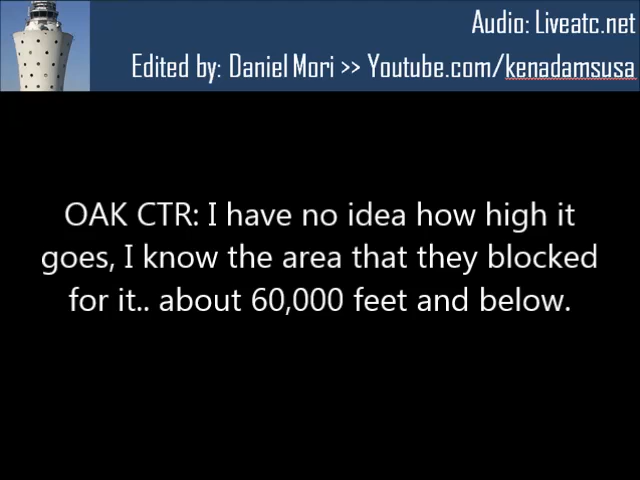 Audio: Liveatc.net
Edited by: Daniel Mori >> Youtube.com/kenadamsusa
OAK CTR: I have no idea how high it
goes, I know the area that they blocked
for it.. about 60,000 feet and below.